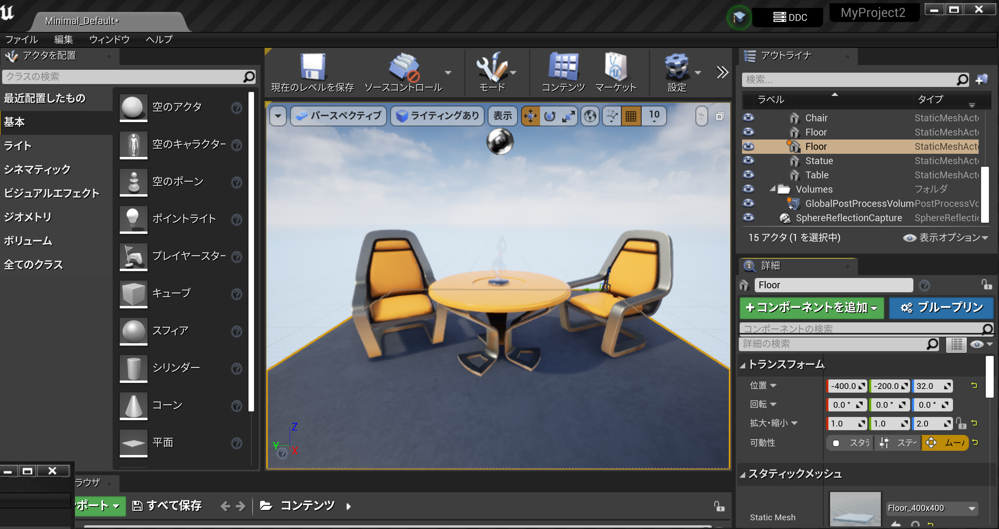 Minimal_Default*
DDC
MyProject2
ファイル
編集
ウィンドウ
ヘルプ
アクタを配置
クラスの検索
最近配置したもの
基本
ライト
シネマティック
ビジュアルエフェクト
ジオメトリ
ボリューム
全てのクラス
空のアクタ
空のキャラクター
空のポーン
ポイントライト
プレイヤースター
キューブ
スフィア
シリンダー
コーン
平面
現在のレベルを保存
ソースコントロール
モード
コンテンツ
マーケット
設定
パースペクティブ
ライティングあり
表示
10
Z
Y
X
アウトライナ
検索...
ラベル
タイプ
Chair StaticMeshAct
Floor StaticMeshAct
Floor StaticMeshAct
Statue StaticMeshAct
Table StaticMeshAct
Volumes フォルダ
GlobalPostProcessVolum PostProcessVo
SphereReflectionCapture SphereReflecti
15 アクタ (1 を選択中)
表示オプション
詳細
Floor
+コンポーネントを追加
ブループリン
コンポーネントの検索
詳細の検索
トランスフォーム
位置 -400.0 -200.0 32.0
回転 0.0 ° 0.0 ° 0.0 °
拡大・縮小 1.0 1.0 2.0
可動性 スタ ステ ムー
スタティックメッシュ
Static Mesh
Floor_400x400
ラウザ
ポート
すべて保存
コンテンツ